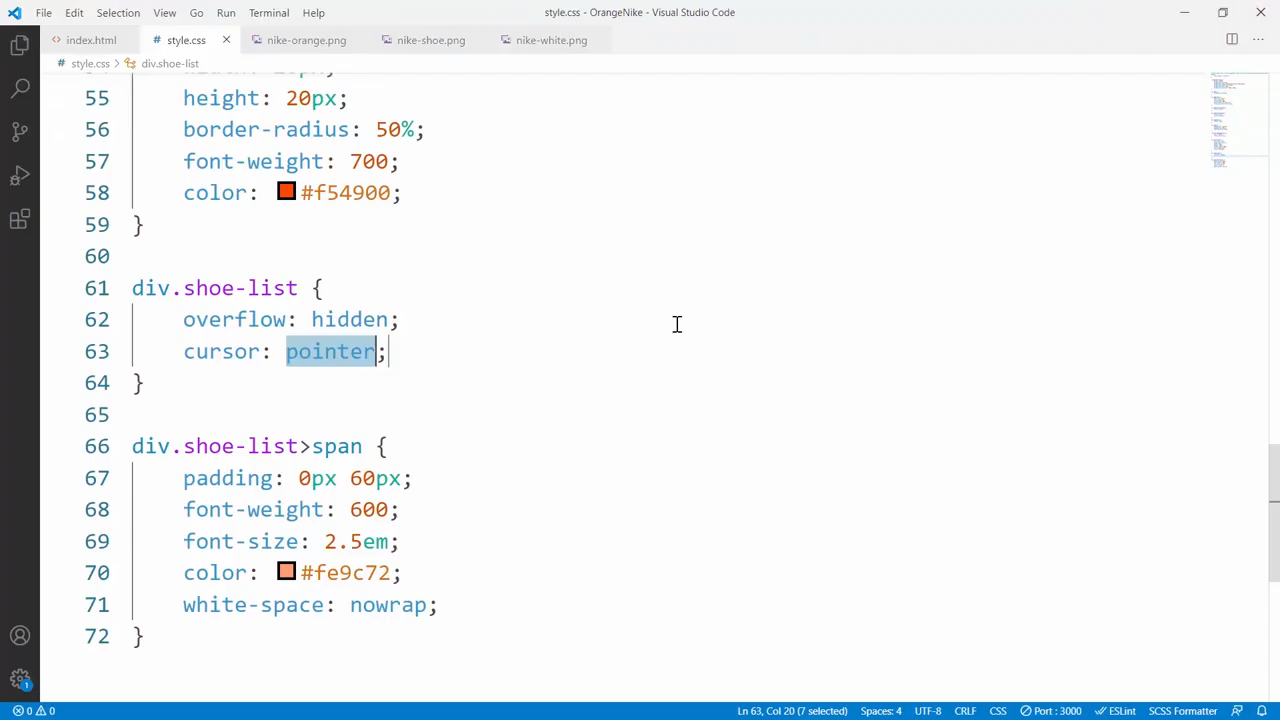 File Edit Selection View Go Run Terminal Help
style.css - OrangeNike - Visual Studio Code
index.html
style.css
nike-orange.png
nike-shoe.png
nike-white.png
style.css > div.shoe-list
55 height: 20px;
56 border-radius: 50%;
57 font-weight: 700;
58 color: #f54900;
59 }
60
61 div.shoe-list {
62 overflow: hidden;
63 cursor: pointer;
64 }
65
66 div.shoe-list>span {
67 padding: 0px 60px;
68 font-weight: 600;
69 font-size: 2.5em;
70 color: #fe9c72;
71 white-space: nowrap;
72 }
1
0 0 Ln 63, Col 20 (7 selected) Spaces: 4 UTF-8 CRLF CSS Port : 3000 ESLint SCSS Formatter